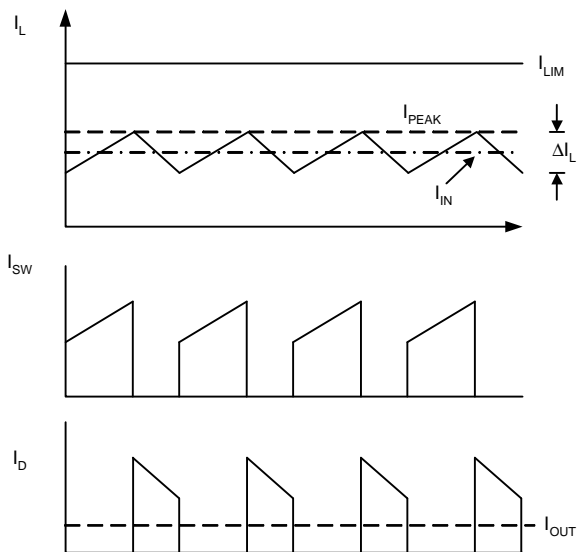 I_L
I_LIM
I_PEAK
ΔI_L
I_IN
I_SW
I_D
I_OUT